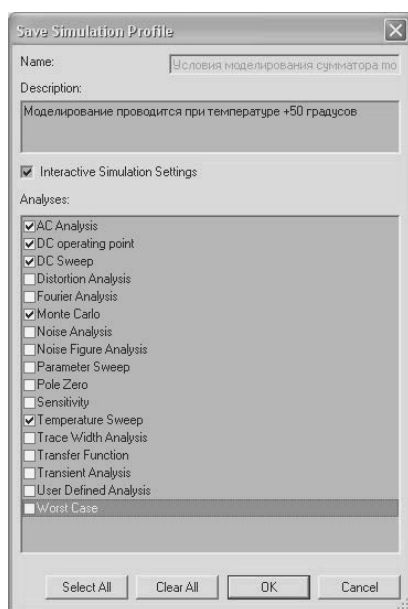 Save Simulation Profile
Name: Условия моделирования сумматора то
Description:
Моделирование проводится при температуре +50 градусов
Interactive Simulation Settings
Analyses:
AC Analysis
DC operating point
DC Sweep
Distortion Analysis
Fourier Analysis
Monte Carlo
Noise Analysis
Noise Figure Analysis
Parameter Sweep
Pole Zero
Sensitivity
Temperature Sweep
Trace Width Analysis
Transfer Function
Transient Analysis
User Defined Analysis
Worst Case
Select All Clear All OK Cancel